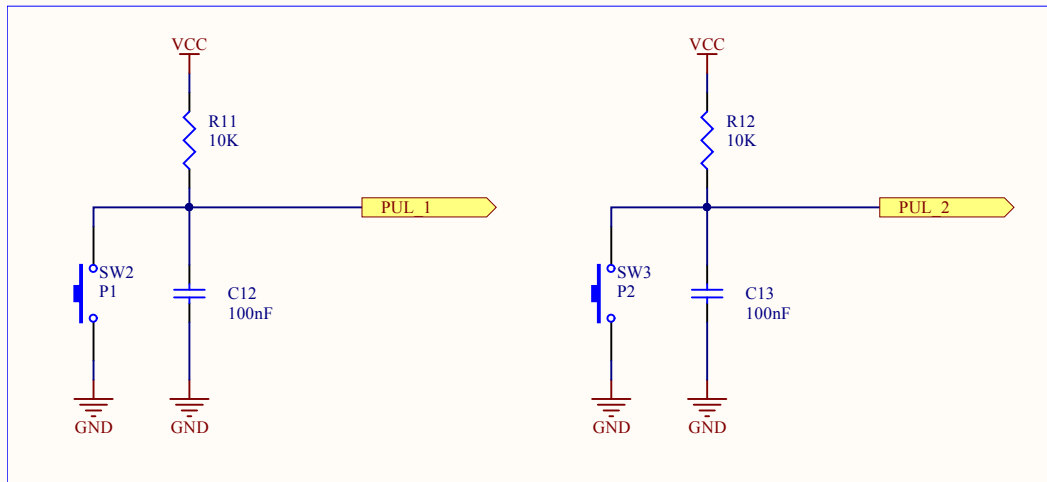 VCC
R11
10K
PUL_1
SW2
P1
C12
100nF
GND
GND
VCC
R12
10K
PUL_2
SW3
P2
C13
100nF
GND
GND